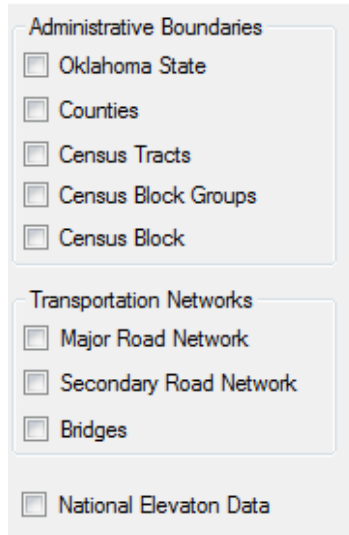 Administrative Boundaries
Oklahoma State
Counties
Census Tracts
Census Block Groups
Census Block
Transportation Networks
Major Road Network
Secondary Road Network
Bridges
National Elevaton Data